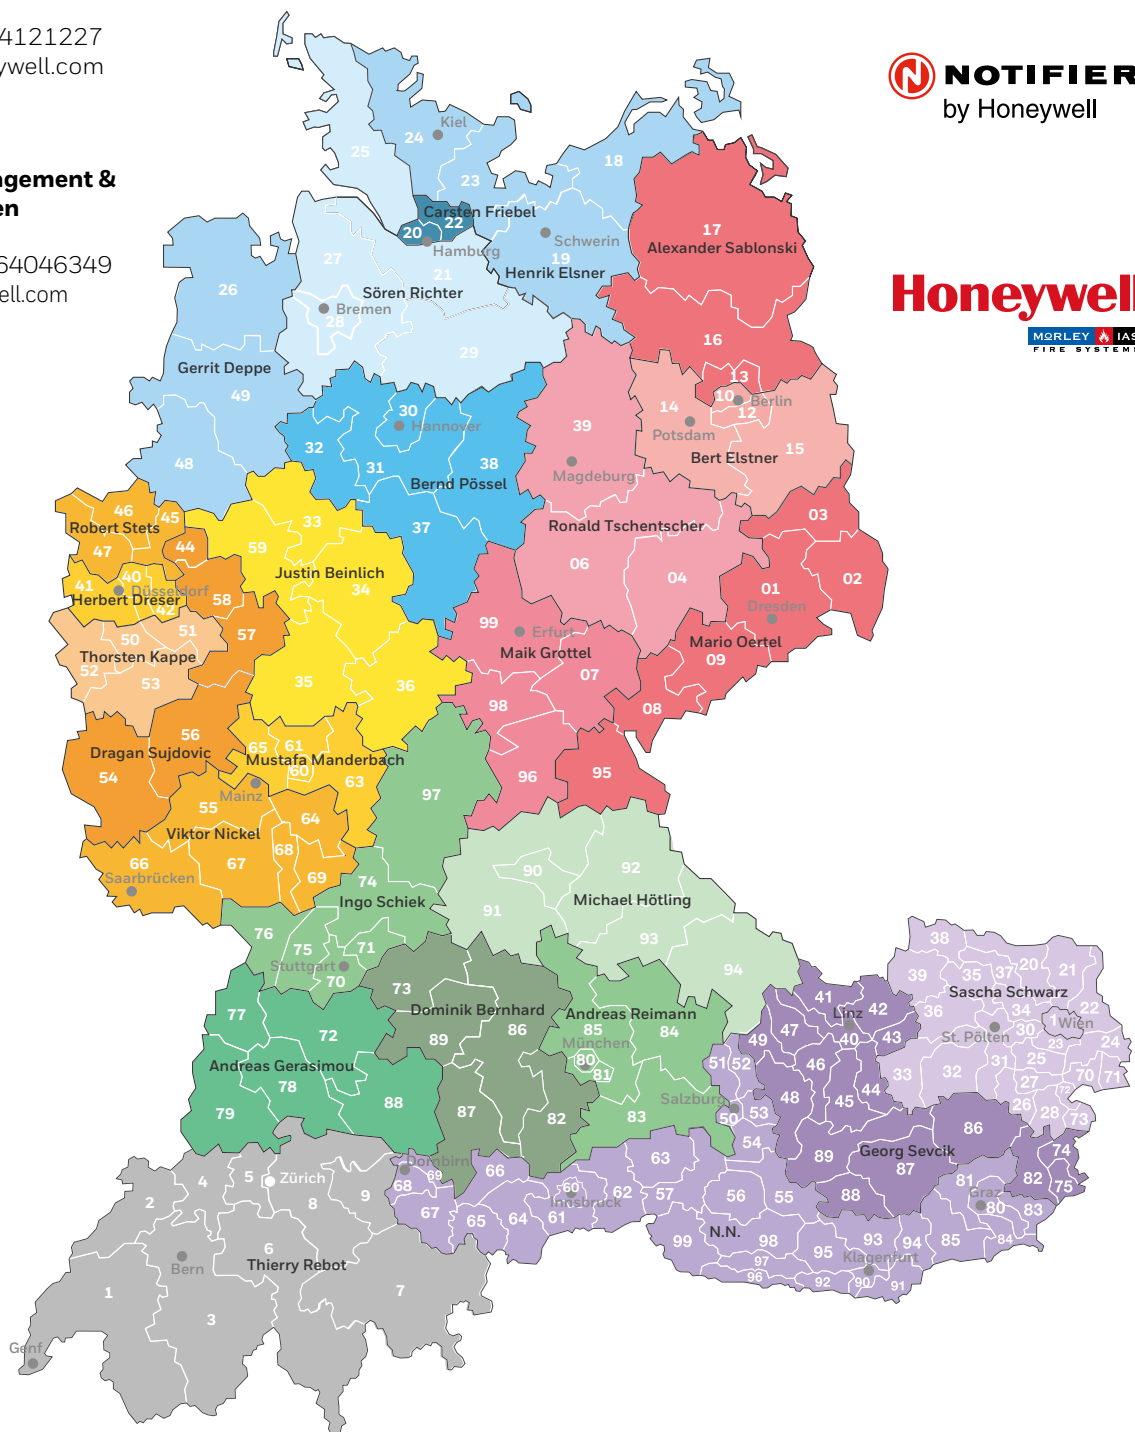 4121227
ywell.com
agement &
en
64046349
ell.com
NOTIFIER
by Honeywell
Honeywell
MORLEY IAS
FIRE SYSTEMS
Kiel
24
25
18
23
Carsten Friebel
22
20
17
Schwerin
Alexander Sablonski
Hamburg
27
19
21
Henrik Elsner
26
Sören Richter
Bremen
28
16
29
Gerrit Deppe
13
49
10
Berlin
30
14
12
Hannover
39
Potsdam
32
15
Bert Elstner
48
31
38
Magdeburg
Bernd Pössel
46
45
03
Robert Stets
33
37
Ronald Tschentscher
47
44
59
06
Justin Beinlich
40
04
02
41
Düsseldorf
34
01
Herbert Dreser
58
42
Dresden
99
51
Erfurt
50
57
Mario Oertel
Thorsten Kappe
Maik Grottel
09
52
07
53
35
36
98
08
56
65
61
Dragan Sujdovic
Mustafa Manderbach
60
95
54
96
63
Mainz
97
55
64
Viktor Nickel
68
66
67
92
90
Saarbrücken
69
74
Ingo Schiek
Michael Hötling
91
76
93
38
75
71
Stuttgart
94
20
70
39
35
37
21
73
Sascha Schwarz
41
77
Dominik Bernhard
Andreas Reimann
42
36
34
22
Linz
1
Wien
72
86
85
84
47
St. Pölten
30
89
München
49
40
43
23
24
80
51
52
46
25
Andreas Gerasimou
81
31
78
33
32
70
71
27
72
48
45
44
88
Salzburg
26
79
87
82
83
50
53
28
73
86
54
Georg Sevcik
74
Dornbirn
63
89
87
66
4
5
Zürich
69
81
82
68
60
75
9
62
57
56
55
88
Graz
2
8
Innsbruck
80
83
67
65
64
61
N.N.
99
98
93
94
85
84
6
95
Bern
Thierry Rebot
97
Klagenfurt
96
92
90
91
1
7
3
Genf